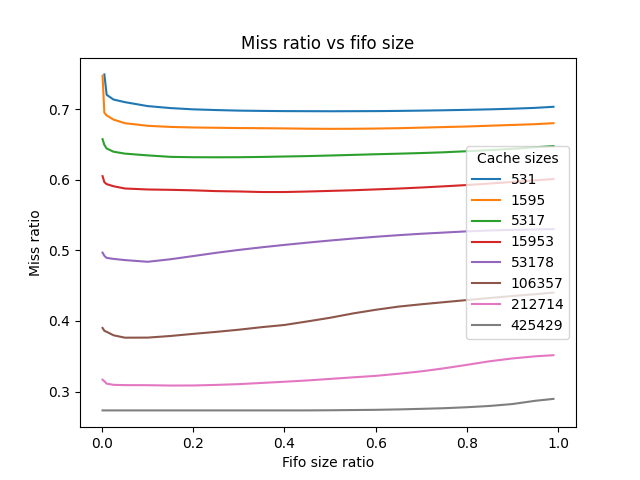 Miss ratio vs fifo size
Miss ratio
0.7
0.6
0.5
0.4
0.3
Cache sizes
531
1595
5317
15953
53178
106357
212714
425429
0.0 0.2 0.4 0.6 0.8 1.0
Fifo size ratio